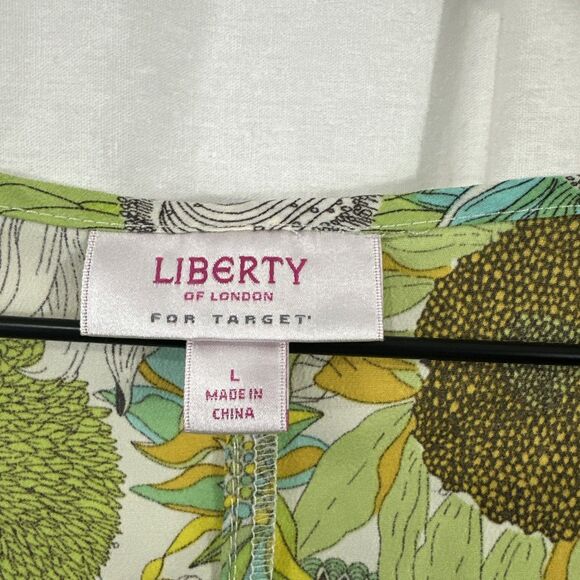 LIBERTY
OF LONDON
FOR TARGET
L
MADE IN
CHINA